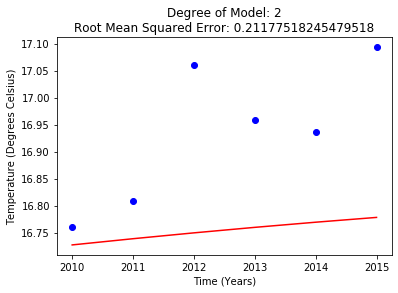 Degree of Model: 2
Root Mean Squared Error: 0.21177518245479518
17.10
17.05
17.00
16.95
16.90
16.85
16.80
16.75
Temperature (Degrees Celsius)
2010 2011 2012 2013 2014 2015
Time (Years)